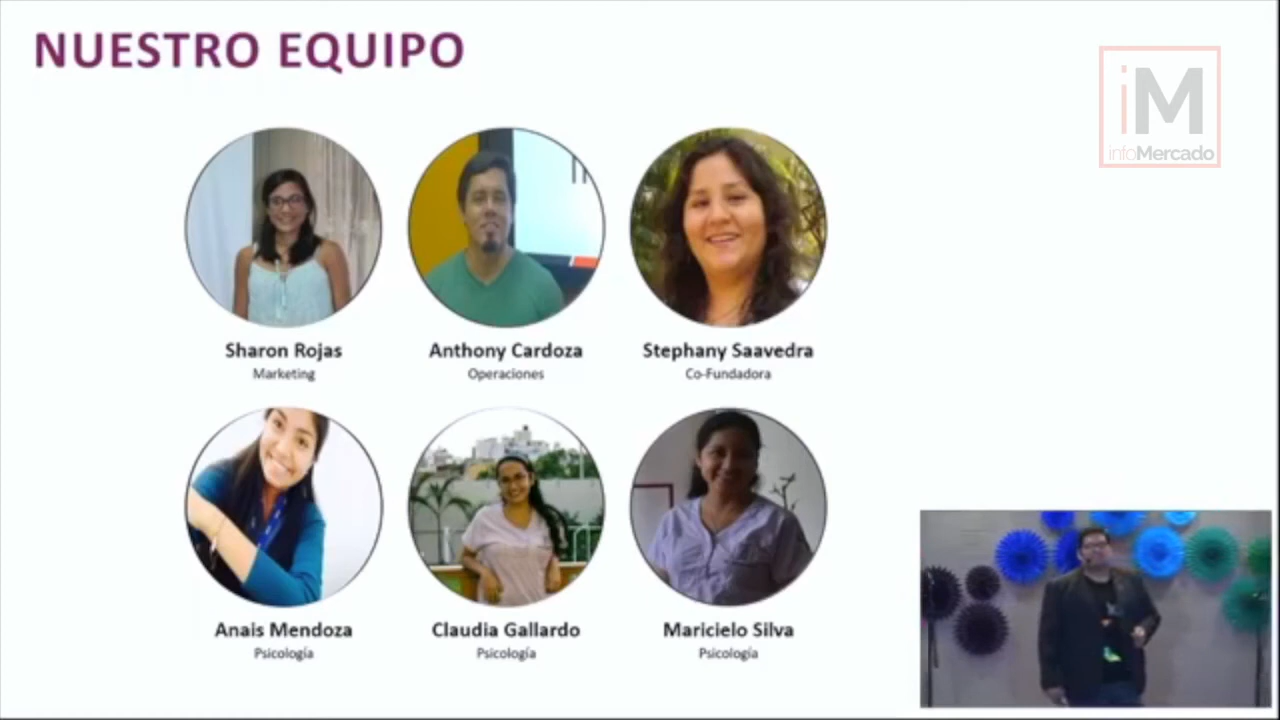 NUESTRO EQUIPO
iM
infoMercado
Sharon Rojas
Marketing
Anthony Cardoza
Operaciones
Stephany Saavedra
Co-Fundadora
Anais Mendoza
Psicología
Claudia Gallardo
Psicología
Maricielo Silva
Psicología